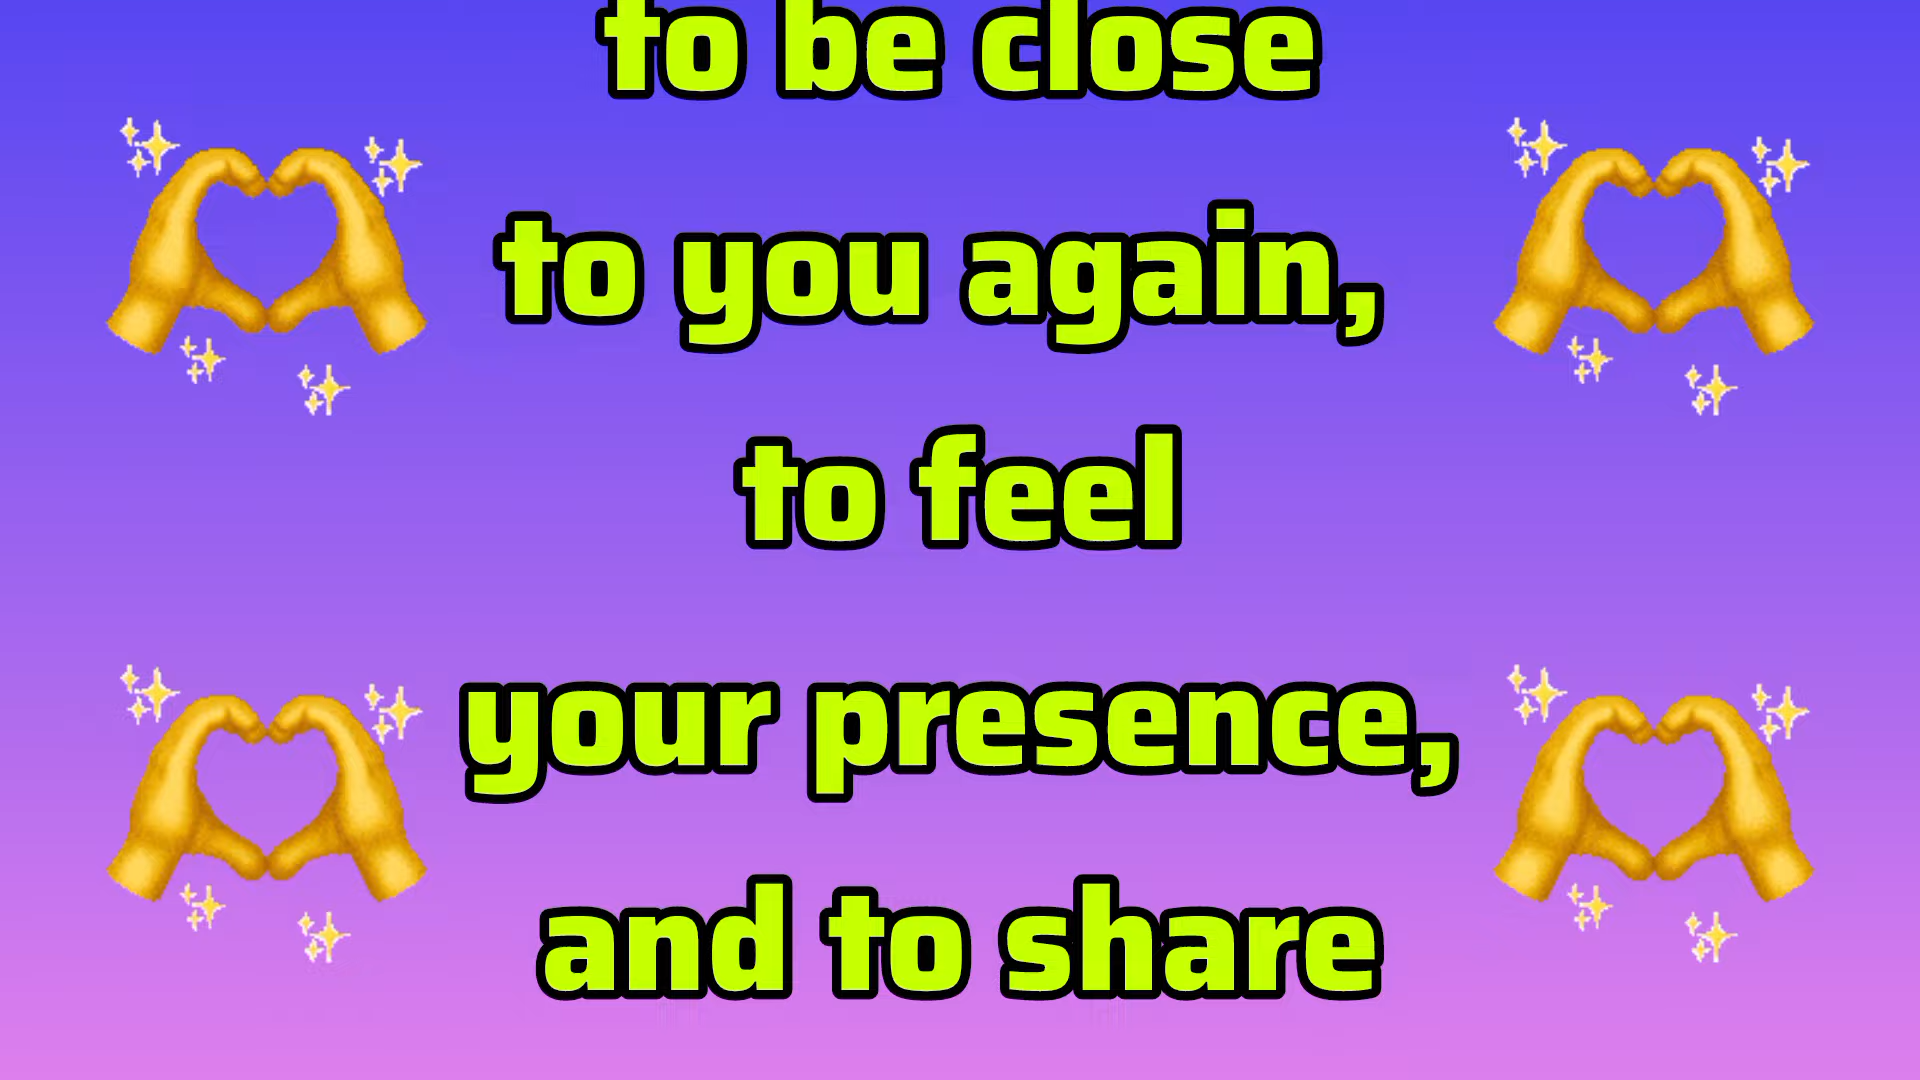 to be close
to you again,
to feel
your presence,
and to share